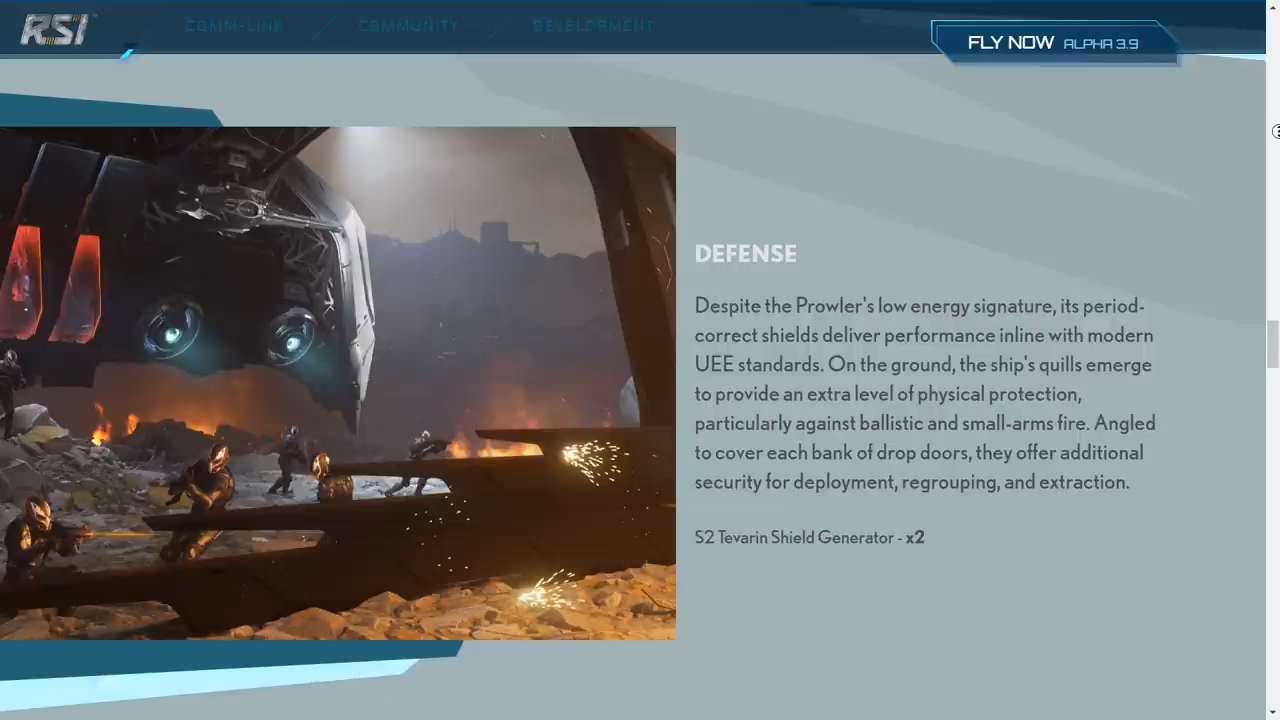 RSI
COMM-LINK
COMMUNITY
DEVELOPMENT
FLY NOW ALPHA 3.9
DEFENSE
Despite the Prowler's low energy signature, its period-
correct shields deliver performance inline with modern
UEE standards. On the ground, the ship's quills emerge
to provide an extra level of physical protection,
particularly against ballistic and small-arms fire. Angled
to cover each bank of drop doors, they offer additional
security for deployment, regrouping, and extraction.
S2 Tevarin Shield Generator - x2